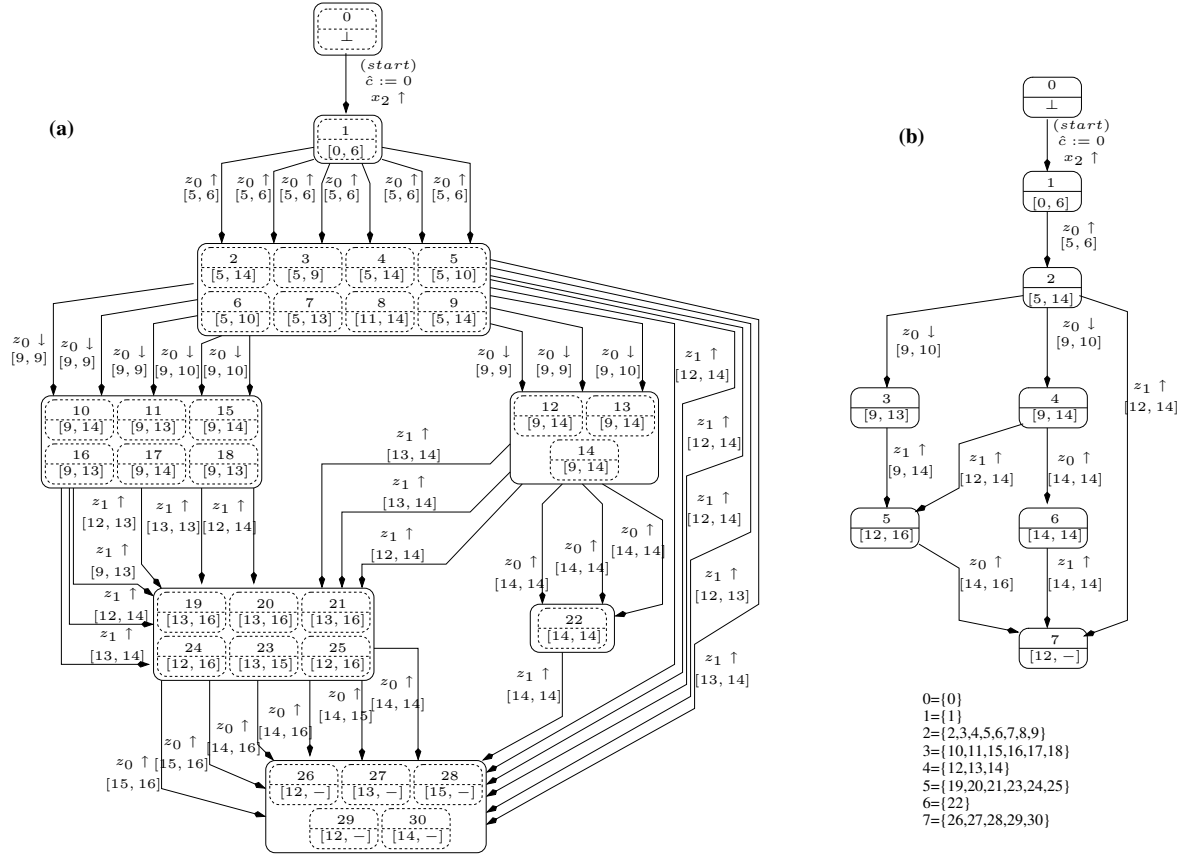 0
⊥
(start)
ĉ := 0
x2 ↑
(a)
1
[0, 6]
z0 ↑ z0 ↑ z0 ↑ z0 ↑ z0 ↑ z0 ↑
[5, 6] [5, 6] [5, 6] [5, 6] [5, 6] [5, 6]
2 3 4 5
[5, 14] [5, 9] [5, 14] [5, 10]
6 7 8 9
[5, 10] [5, 13] [11, 14] [5, 14]
z0 ↓ z0 ↓ z0 ↓ z0 ↓ z0 ↓
[9, 9] [9, 9] [9, 9] [9, 10] [9, 10]
z0 ↓ z0 ↓ z0 ↓
[9, 9] [9, 9] [9, 10]
z1 ↑
[12, 14]
10 11 15
[9, 14] [9, 13] [9, 14]
16 17 18
[9, 13] [9, 14] [9, 13]
12 13
[9, 14] [9, 14]
14
[9, 14]
z1 ↑
[12, 14]
z1 ↑
[13, 14]
z1 ↑
[13, 14]
z1 ↑
[12, 14]
z1 ↑ z1 ↑ z1 ↑
[12, 13] [13, 13] [12, 14]
z1 ↑
[9, 13]
z1 ↑
[12, 14]
z1 ↑
[13, 14]
z0 ↑ z0 ↑ z0 ↑
[14, 14] [14, 14] [14, 14]
z1 ↑
[12, 14]
z1 ↑
[12, 13]
z1 ↑
[13, 14]
19 20 21
[13, 16] [13, 16] [13, 16]
24 23 25
[12, 16] [13, 15] [12, 16]
22
[14, 14]
z1 ↑
[14, 14]
z0 ↑
[14, 14]
z0 ↑
[14, 15]
z0 ↑
[14, 16]
z0 ↑
[14, 16]
z0 ↑
[15, 16]
z0 ↑
[15, 16]
26 27 28
[12, −] [13, −] [15, −]
29 30
[12, −] [14, −]
(b)
0
⊥
(start)
ĉ := 0
x2 ↑
1
[0, 6]
z0 ↑
[5, 6]
2
[5, 14]
z0 ↓ z0 ↓
[9, 10] [9, 10]
z1 ↑
[12, 14]
3 4
[9, 13] [9, 14]
z1 ↑ z1 ↑ z0 ↑
[9, 14] [12, 14] [14, 14]
5 6
[12, 16] [14, 14]
z0 ↑ z1 ↑
[14, 16] [14, 14]
7
[12, −]
0={0}
1={1}
2={2,3,4,5,6,7,8,9}
3={10,11,15,16,17,18}
4={12,13,14}
5={19,20,21,23,24,25}
6={22}
7={26,27,28,29,30}